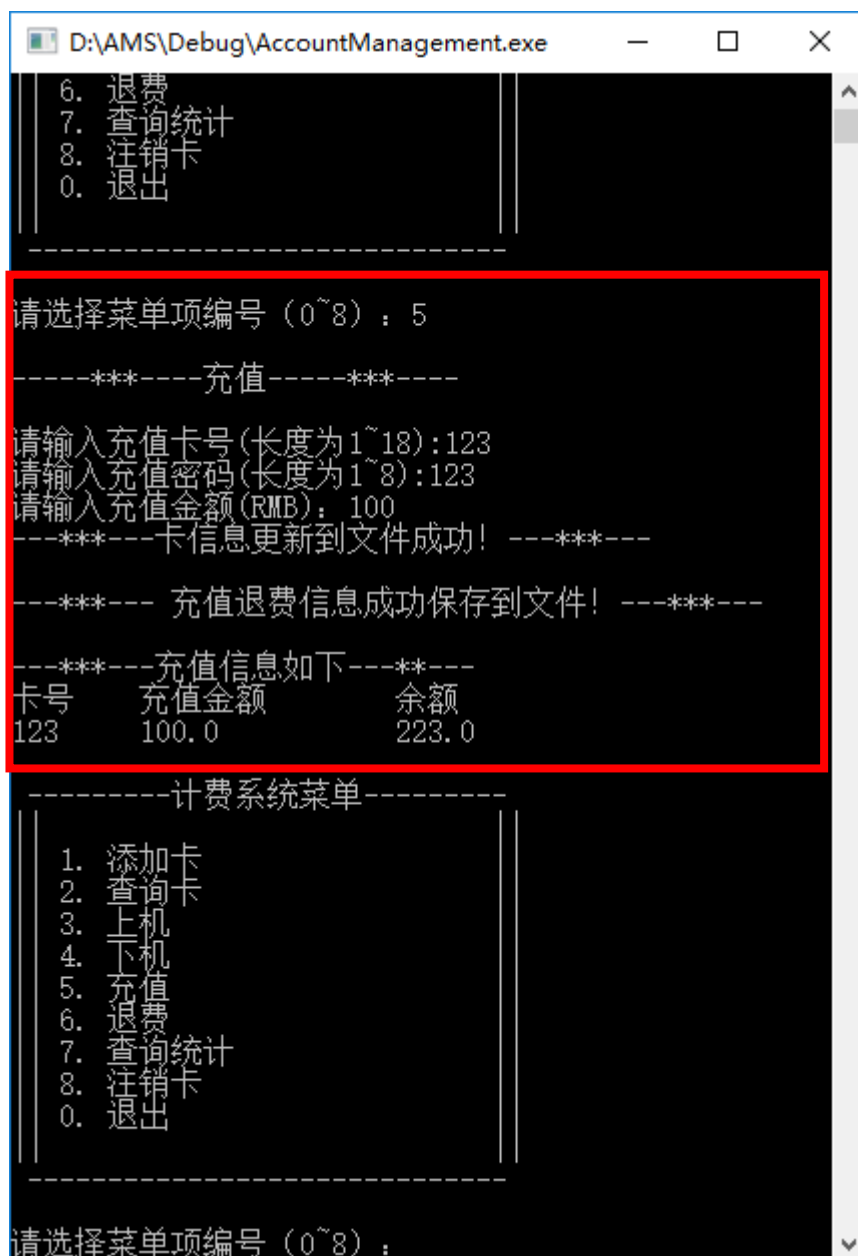 D:\AMS\Debug\AccountManagement.exe
6. 退费
7. 查询统计
8. 注销卡
0. 退出
------------------------------
请选择菜单项编号（0~8）：5
-----***----充值-----***----
请输入充值卡号(长度为1~18):123
请输入充值密码(长度为1~8):123
请输入充值金额(RMB)：100
---***---卡信息更新到文件成功！---***---
---***--- 充值退费信息成功保存到文件！---***---
---***---充值信息如下---**---
卡号 充值金额 余额
123 100.0 223.0
---------计费系统菜单---------
1. 添加卡
2. 查询卡
3. 上机
4. 下机
5. 充值
6. 退费
7. 查询统计
8. 注销卡
0. 退出
------------------------------
请选择菜单项编号（0~8）：